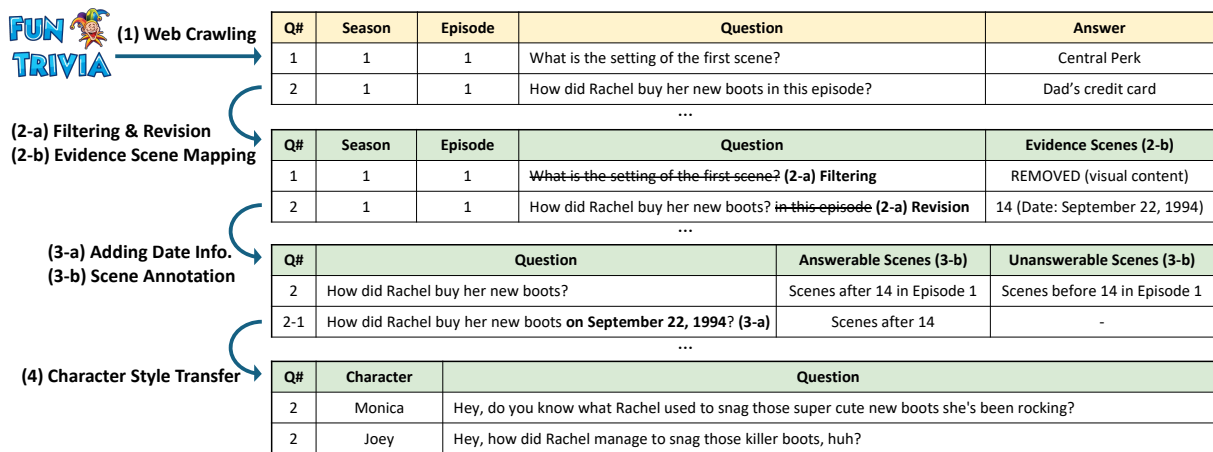 FUN
TRIVIA
(1) Web Crawling
Q# Season Episode Question Answer
1 1 1 What is the setting of the first scene? Central Perk
2 1 1 How did Rachel buy her new boots in this episode? Dad's credit card
...
(2-a) Filtering & Revision
(2-b) Evidence Scene Mapping
Q# Season Episode Question Evidence Scenes (2-b)
1 1 1 What is the setting of the first scene? (2-a) Filtering REMOVED (visual content)
2 1 1 How did Rachel buy her new boots? in this episode (2-a) Revision 14 (Date: September 22, 1994)
...
(3-a) Adding Date Info.
(3-b) Scene Annotation
Q# Question Answerable Scenes (3-b) Unanswerable Scenes (3-b)
2 How did Rachel buy her new boots? Scenes after 14 in Episode 1 Scenes before 14 in Episode 1
2-1 How did Rachel buy her new boots on September 22, 1994? (3-a) Scenes after 14 -
...
(4) Character Style Transfer
Q# Character Question
2 Monica Hey, do you know what Rachel used to snag those super cute new boots she's been rocking?
2 Joey Hey, how did Rachel manage to snag those killer boots, huh?